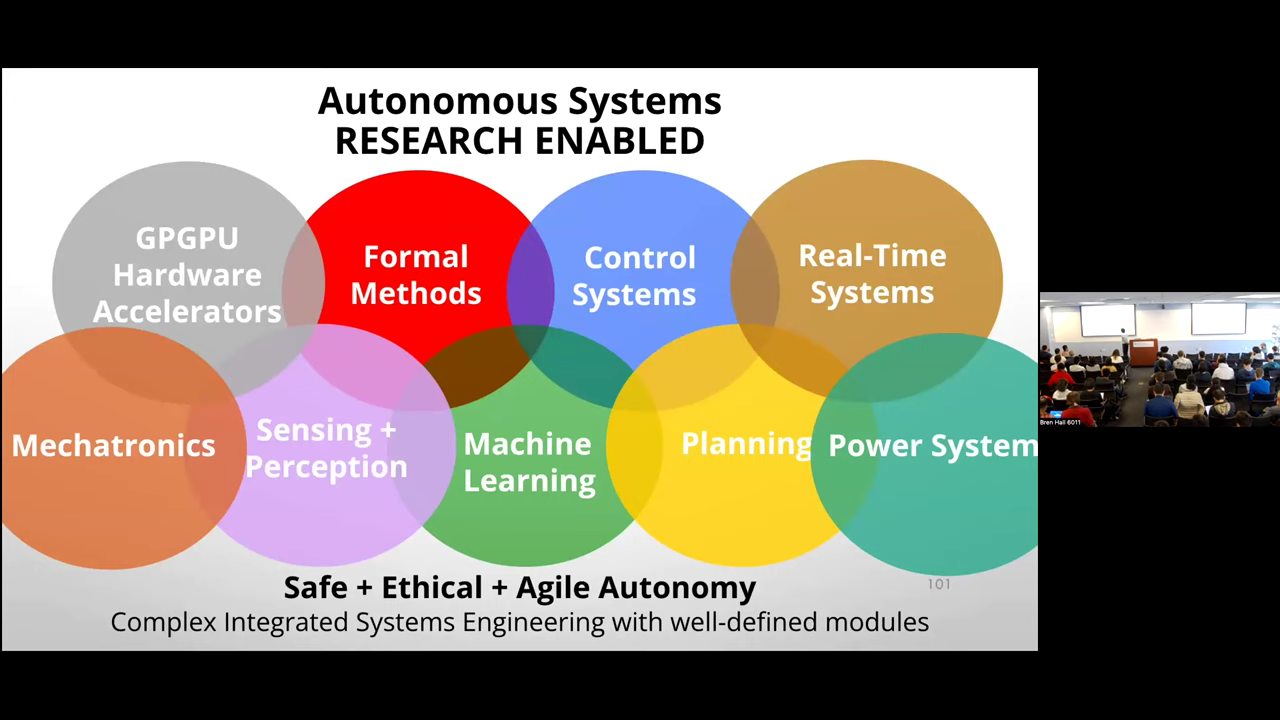 Autonomous Systems
RESEARCH ENABLED
GPGPU
Hardware
Accelerators
Formal
Methods
Control
Systems
Real-Time
Systems
Mechatronics
Sensing +
Perception
Machine
Learning
Planning
Power System
Safe + Ethical + Agile Autonomy
101
Complex Integrated Systems Engineering with well-defined modules
Bren Hall 6011